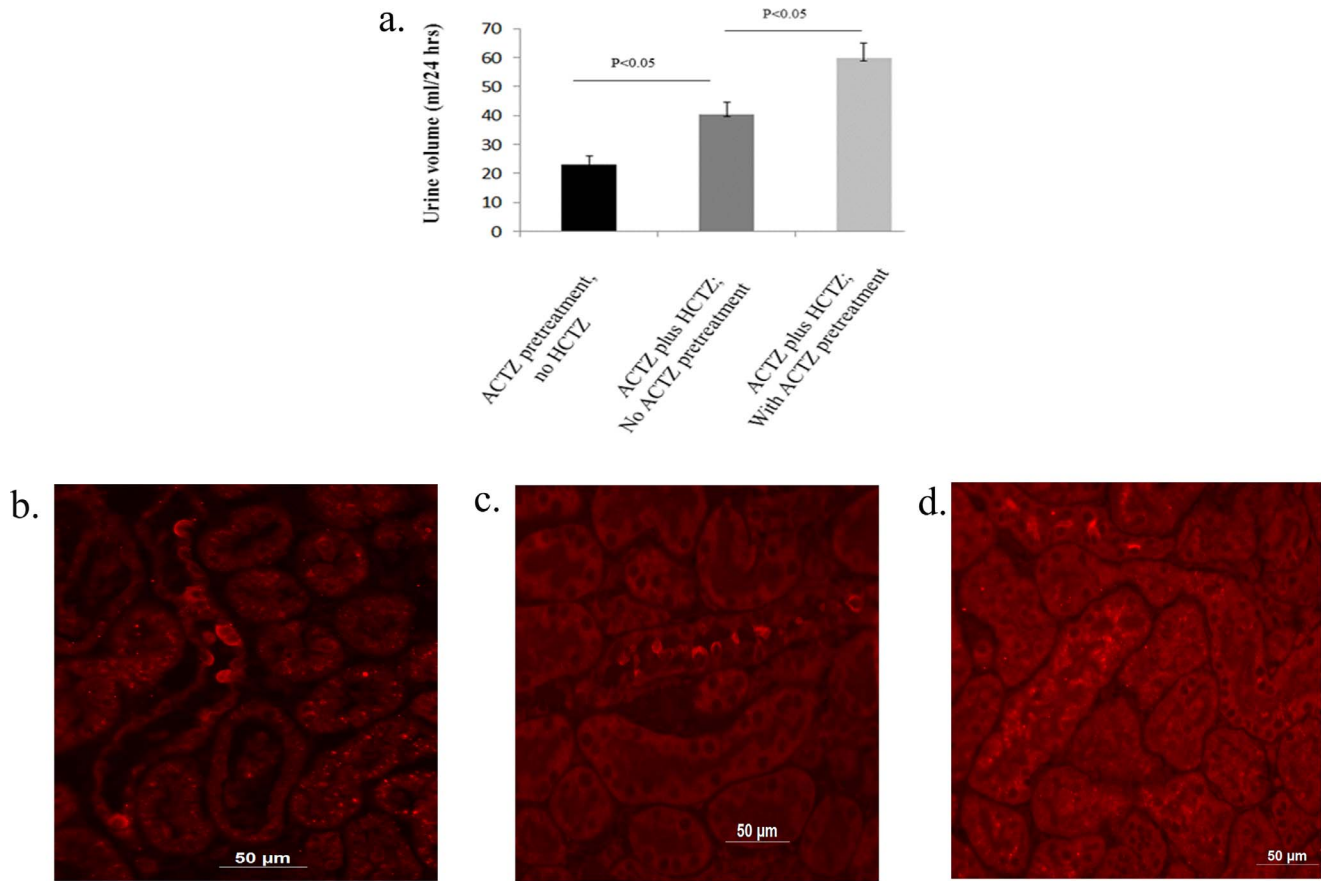 a.
Urine volume (ml/24 hrs)
70
60
50
40
30
20
10
0
P<0.05
P<0.05
ACTZ pretreatment,
no HCTZ
ACTZ plus HCTZ;
No ACTZ pretreatment
ACTZ plus HCTZ;
With ACTZ pretreatment
b.
50 µm
c.
50 µm
d.
50 µm